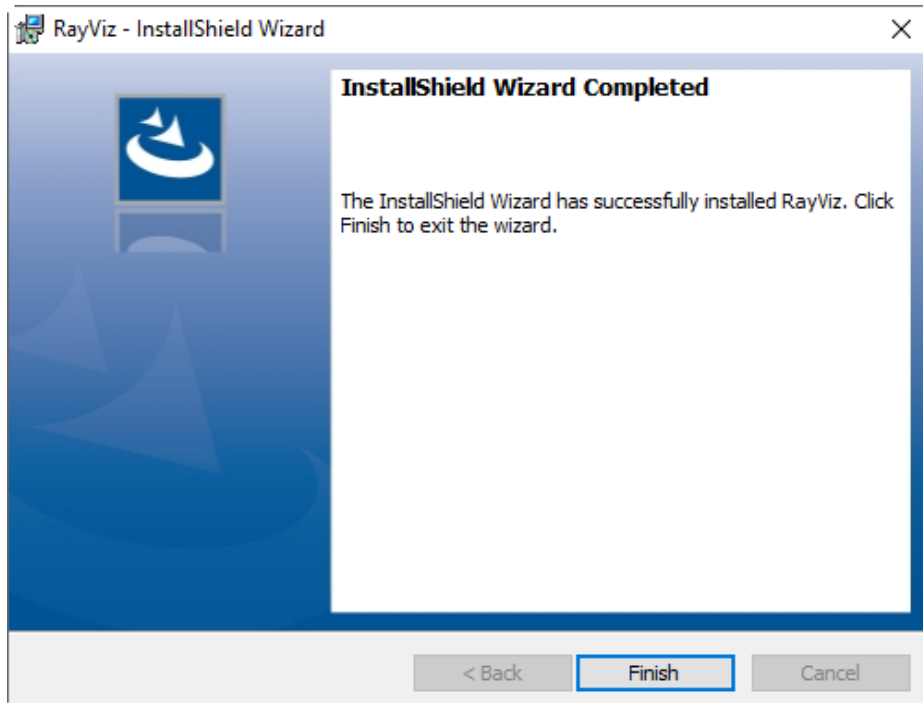 RayViz - InstallShield Wizard
InstallShield Wizard Completed
The InstallShield Wizard has successfully installed RayViz. Click
Finish to exit the wizard.
< Back
Finish
Cancel